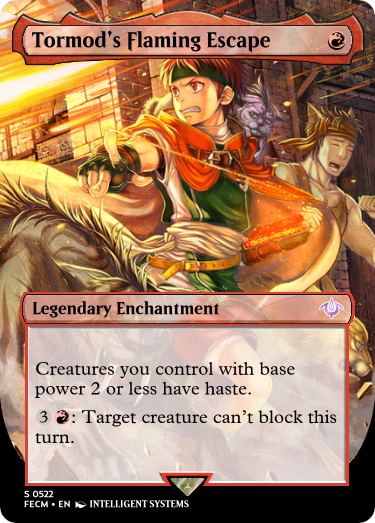 Tormod's Flaming Escape
Legendary Enchantment
Creatures you control with base
power 2 or less have haste.
3 R: Target creature can't block this
turn.
S 0522
FECM • EN INTELLIGENT SYSTEMS